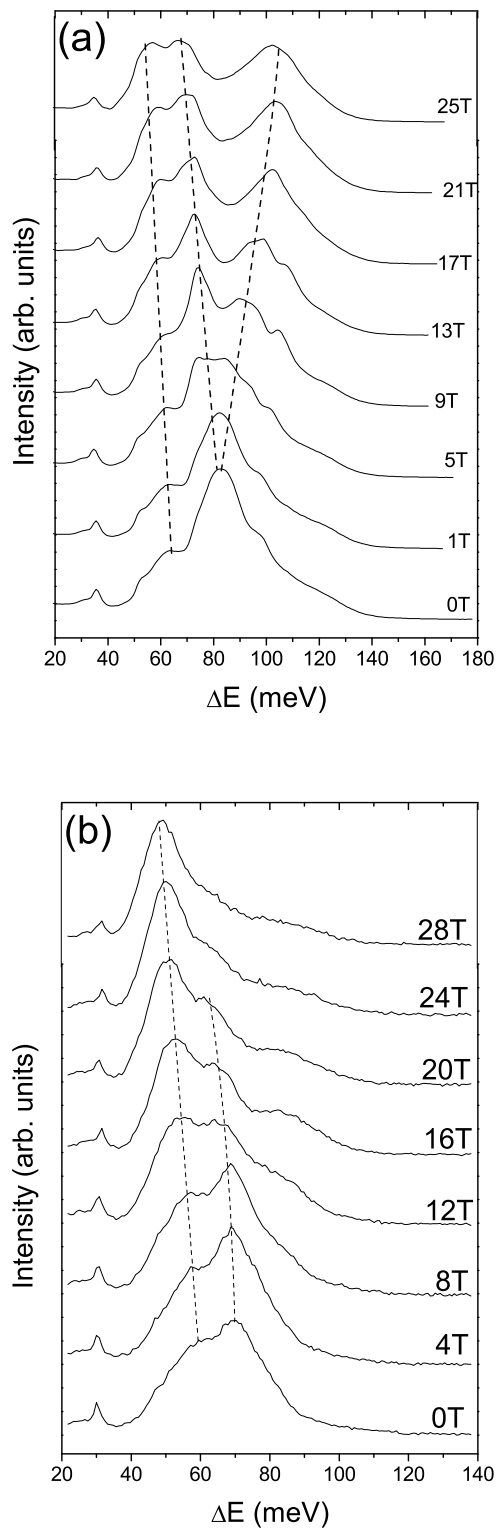 (a)
25T
21T
17T
13T
9T
5T
1T
0T
Intensity (arb. units)
20 40 60 80 100 120 140 160 180
ΔE (meV)
(b)
28T
24T
20T
16T
12T
8T
4T
0T
Intensity (arb. units)
20 40 60 80 100 120 140
ΔE (meV)